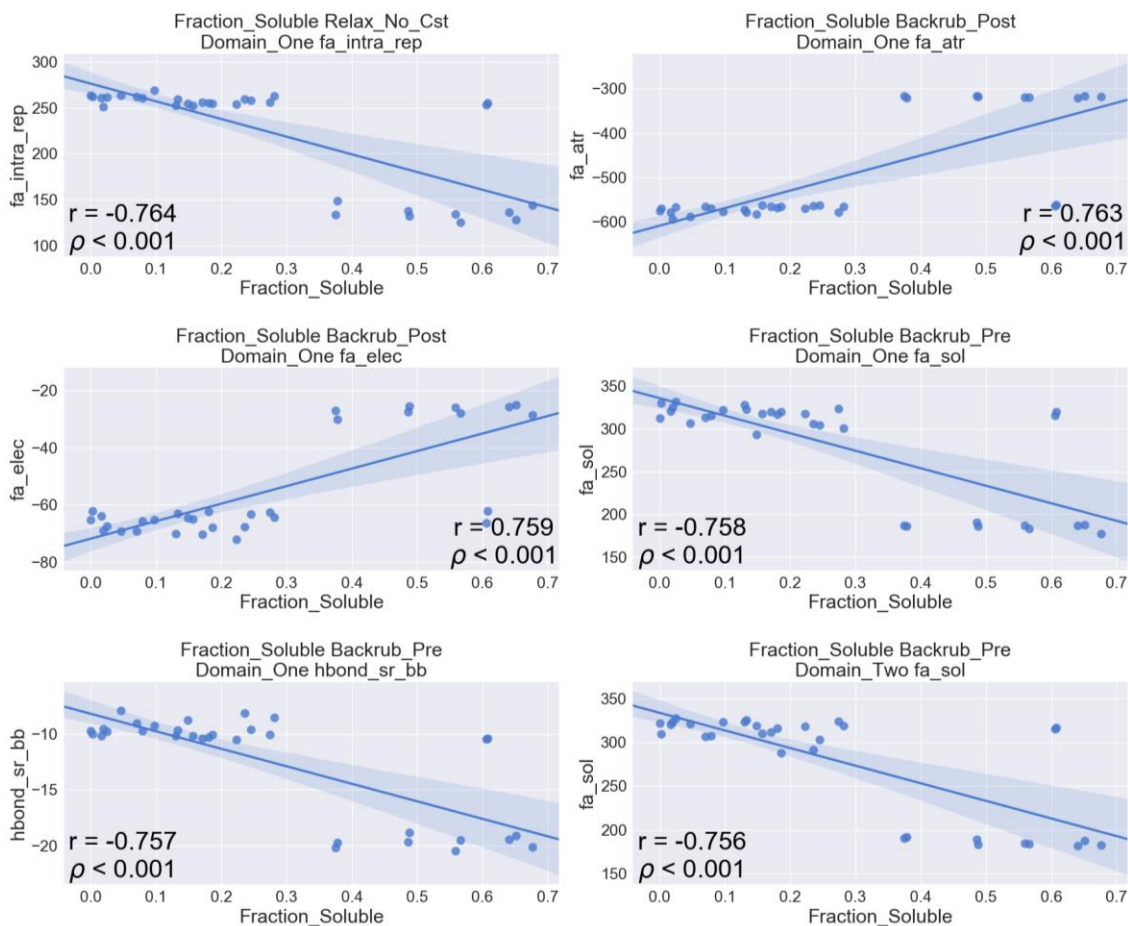 Fraction_Soluble Relax_No_Cst
Domain_One fa_intra_rep
300
250
200
150
100
fa_intra_rep
r = -0.764
ρ < 0.001
0.0 0.1 0.2 0.3 0.4 0.5 0.6 0.7
Fraction_Soluble
Fraction_Soluble Backrub_Post
Domain_One fa_atr
−300
−400
−500
−600
fa_atr
r = 0.763
ρ < 0.001
0.0 0.1 0.2 0.3 0.4 0.5 0.6 0.7
Fraction_Soluble
Fraction_Soluble Backrub_Post
Domain_One fa_elec
−20
−40
−60
−80
fa_elec
r = 0.759
ρ < 0.001
0.0 0.1 0.2 0.3 0.4 0.5 0.6 0.7
Fraction_Soluble
Fraction_Soluble Backrub_Pre
Domain_One fa_sol
350
300
250
200
150
fa_sol
r = -0.758
ρ < 0.001
0.0 0.1 0.2 0.3 0.4 0.5 0.6 0.7
Fraction_Soluble
Fraction_Soluble Backrub_Pre
Domain_One hbond_sr_bb
−10
−15
−20
hbond_sr_bb
r = -0.757
ρ < 0.001
0.0 0.1 0.2 0.3 0.4 0.5 0.6 0.7
Fraction_Soluble
Fraction_Soluble Backrub_Pre
Domain_Two fa_sol
350
300
250
200
150
fa_sol
r = -0.756
ρ < 0.001
0.0 0.1 0.2 0.3 0.4 0.5 0.6 0.7
Fraction_Soluble